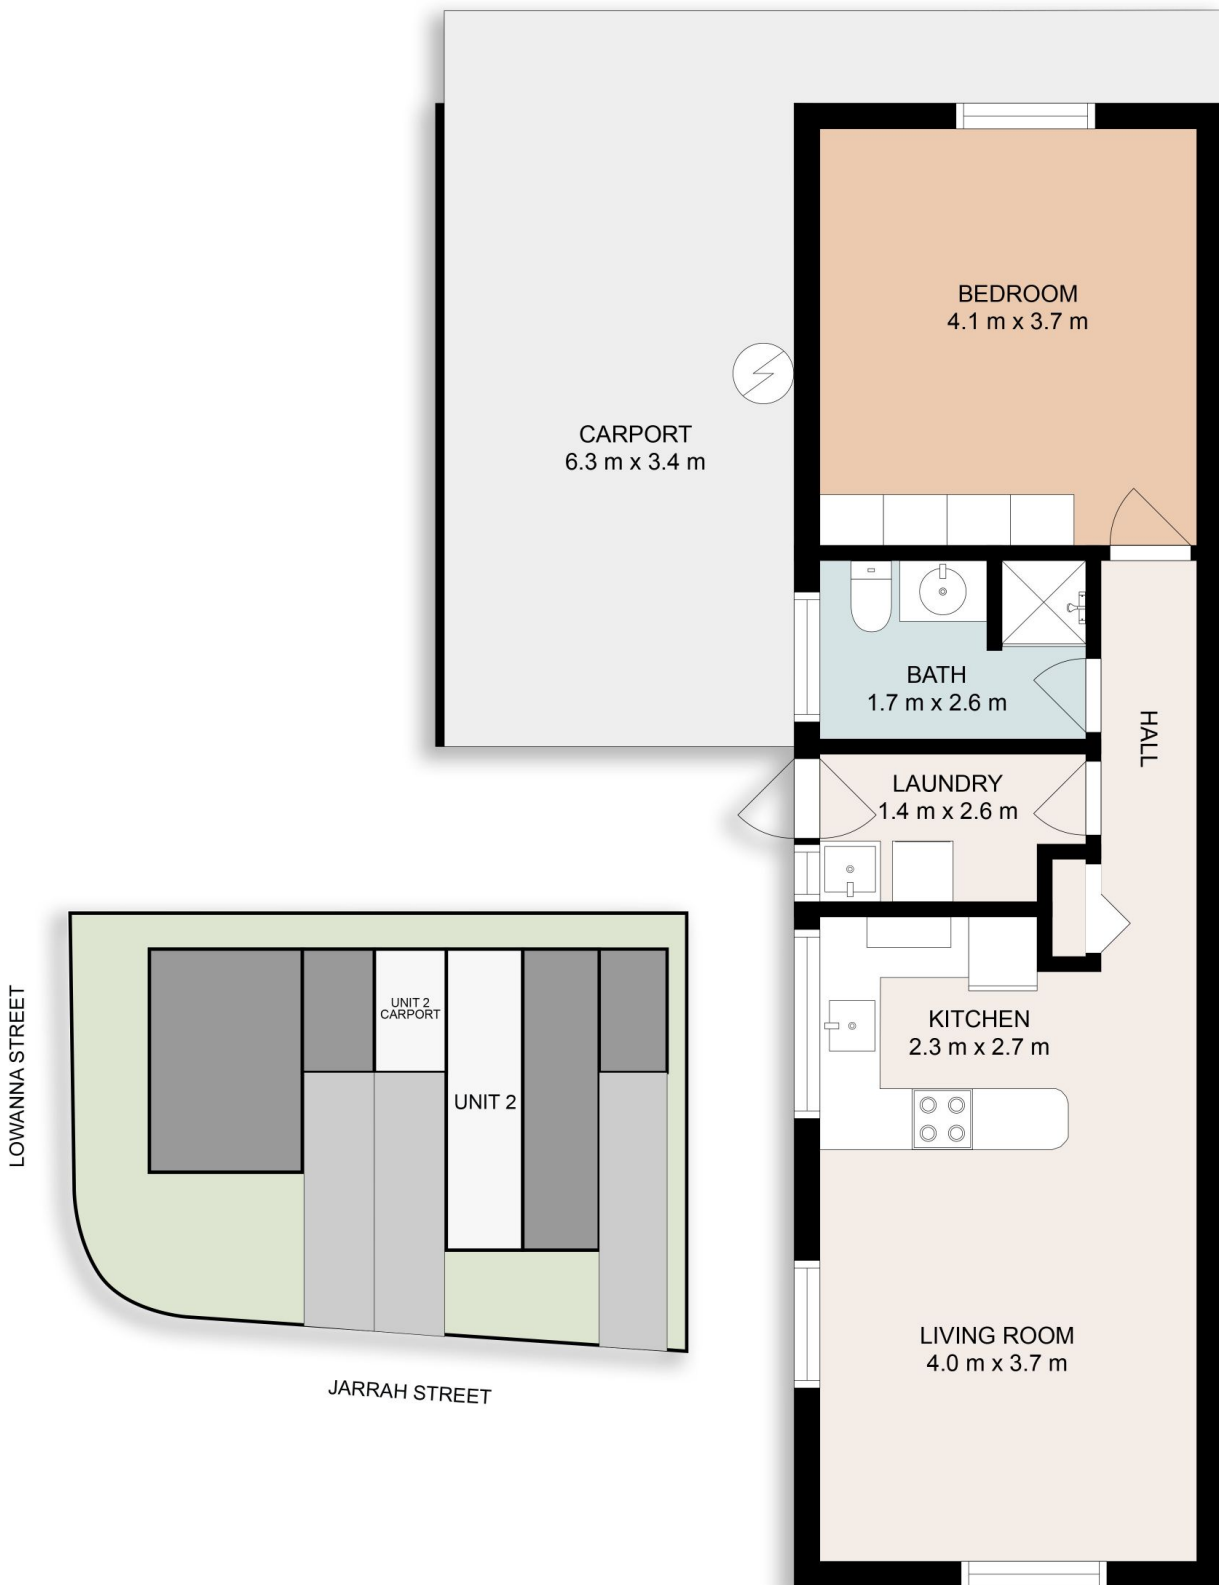 BEDROOM
4.1 m x 3.7 m
CARPORT
6.3 m x 3.4 m
BATH
1.7 m x 2.6 m
HALL
LAUNDRY
1.4 m x 2.6 m
KITCHEN
2.3 m x 2.7 m
LIVING ROOM
4.0 m x 3.7 m
UNIT 2
CARPORT
UNIT 2
LOWANNA STREET
JARRAH STREET